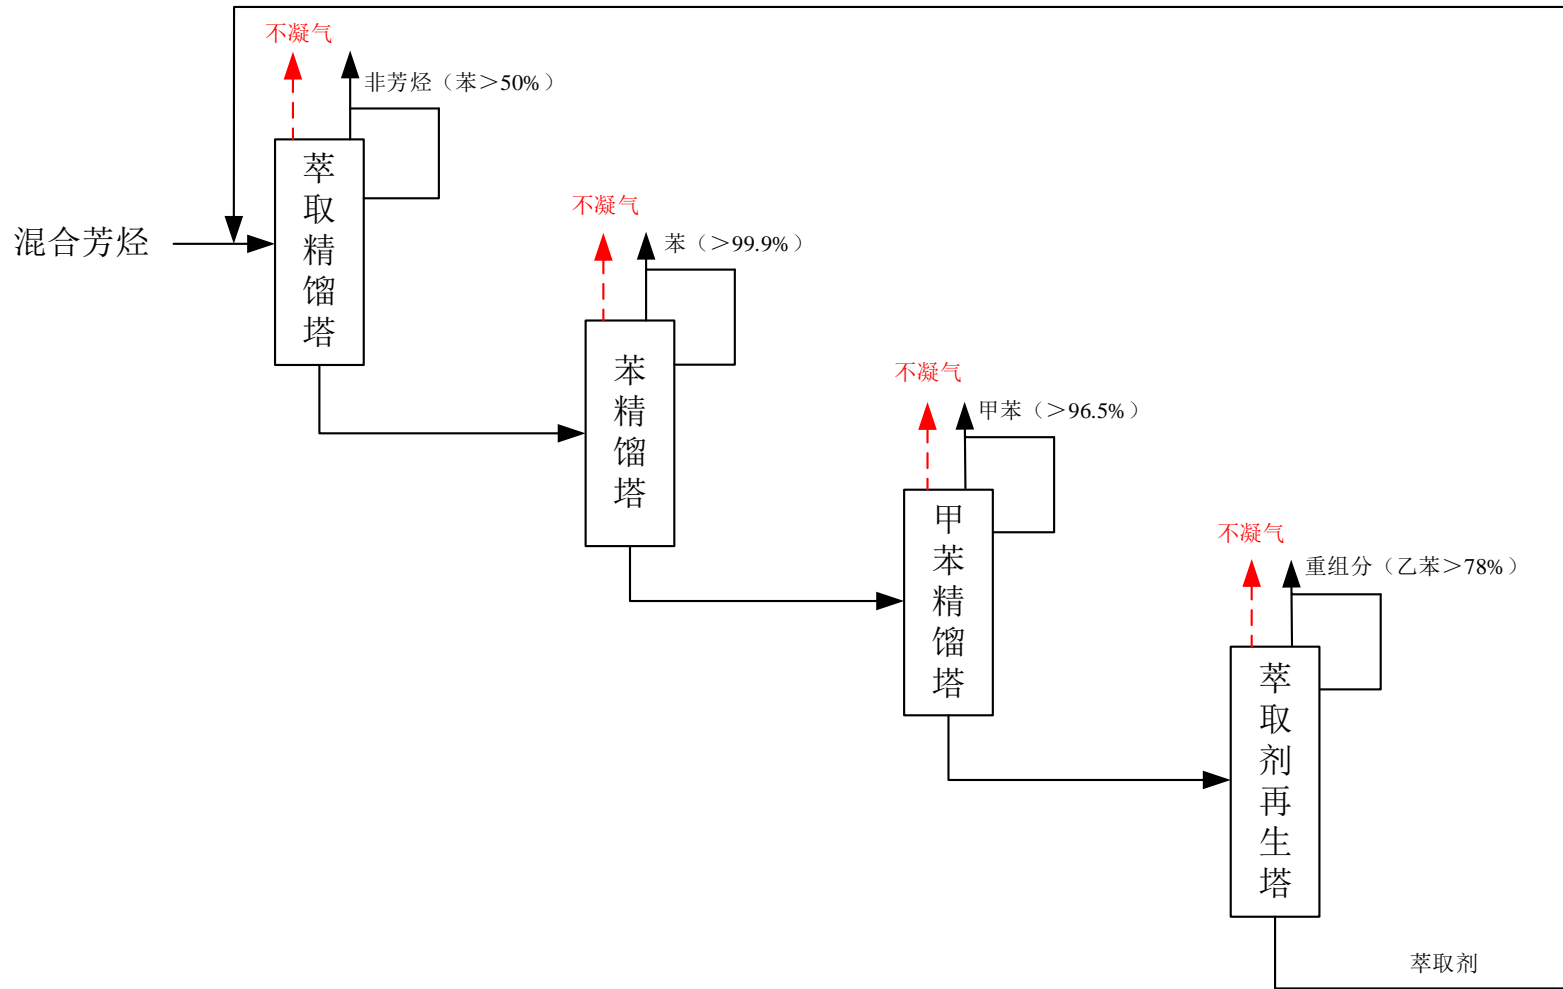 不凝气
非芳烃（苯＞50%）
萃取精馏塔
混合芳烃
不凝气
苯（＞99.9%）
苯精馏塔
不凝气
甲苯（＞96.5%）
甲苯精馏塔
不凝气
重组分（乙苯＞78%）
萃取剂再生塔
萃取剂